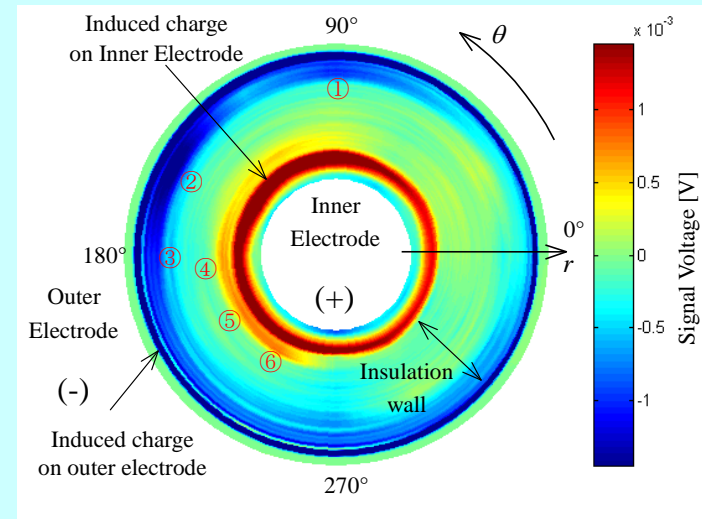 Induced charge
on Inner Electrode
90°
θ
× 10⁻³
①
1
②
0.5
Inner
Electrode
0°
r
0
180°
③
④
Signal Voltage [V]
Outer
Electrode
(+)
⑤
-0.5
⑥
Insulation
wall
(-)
-1
Induced charge
on outer electrode
270°